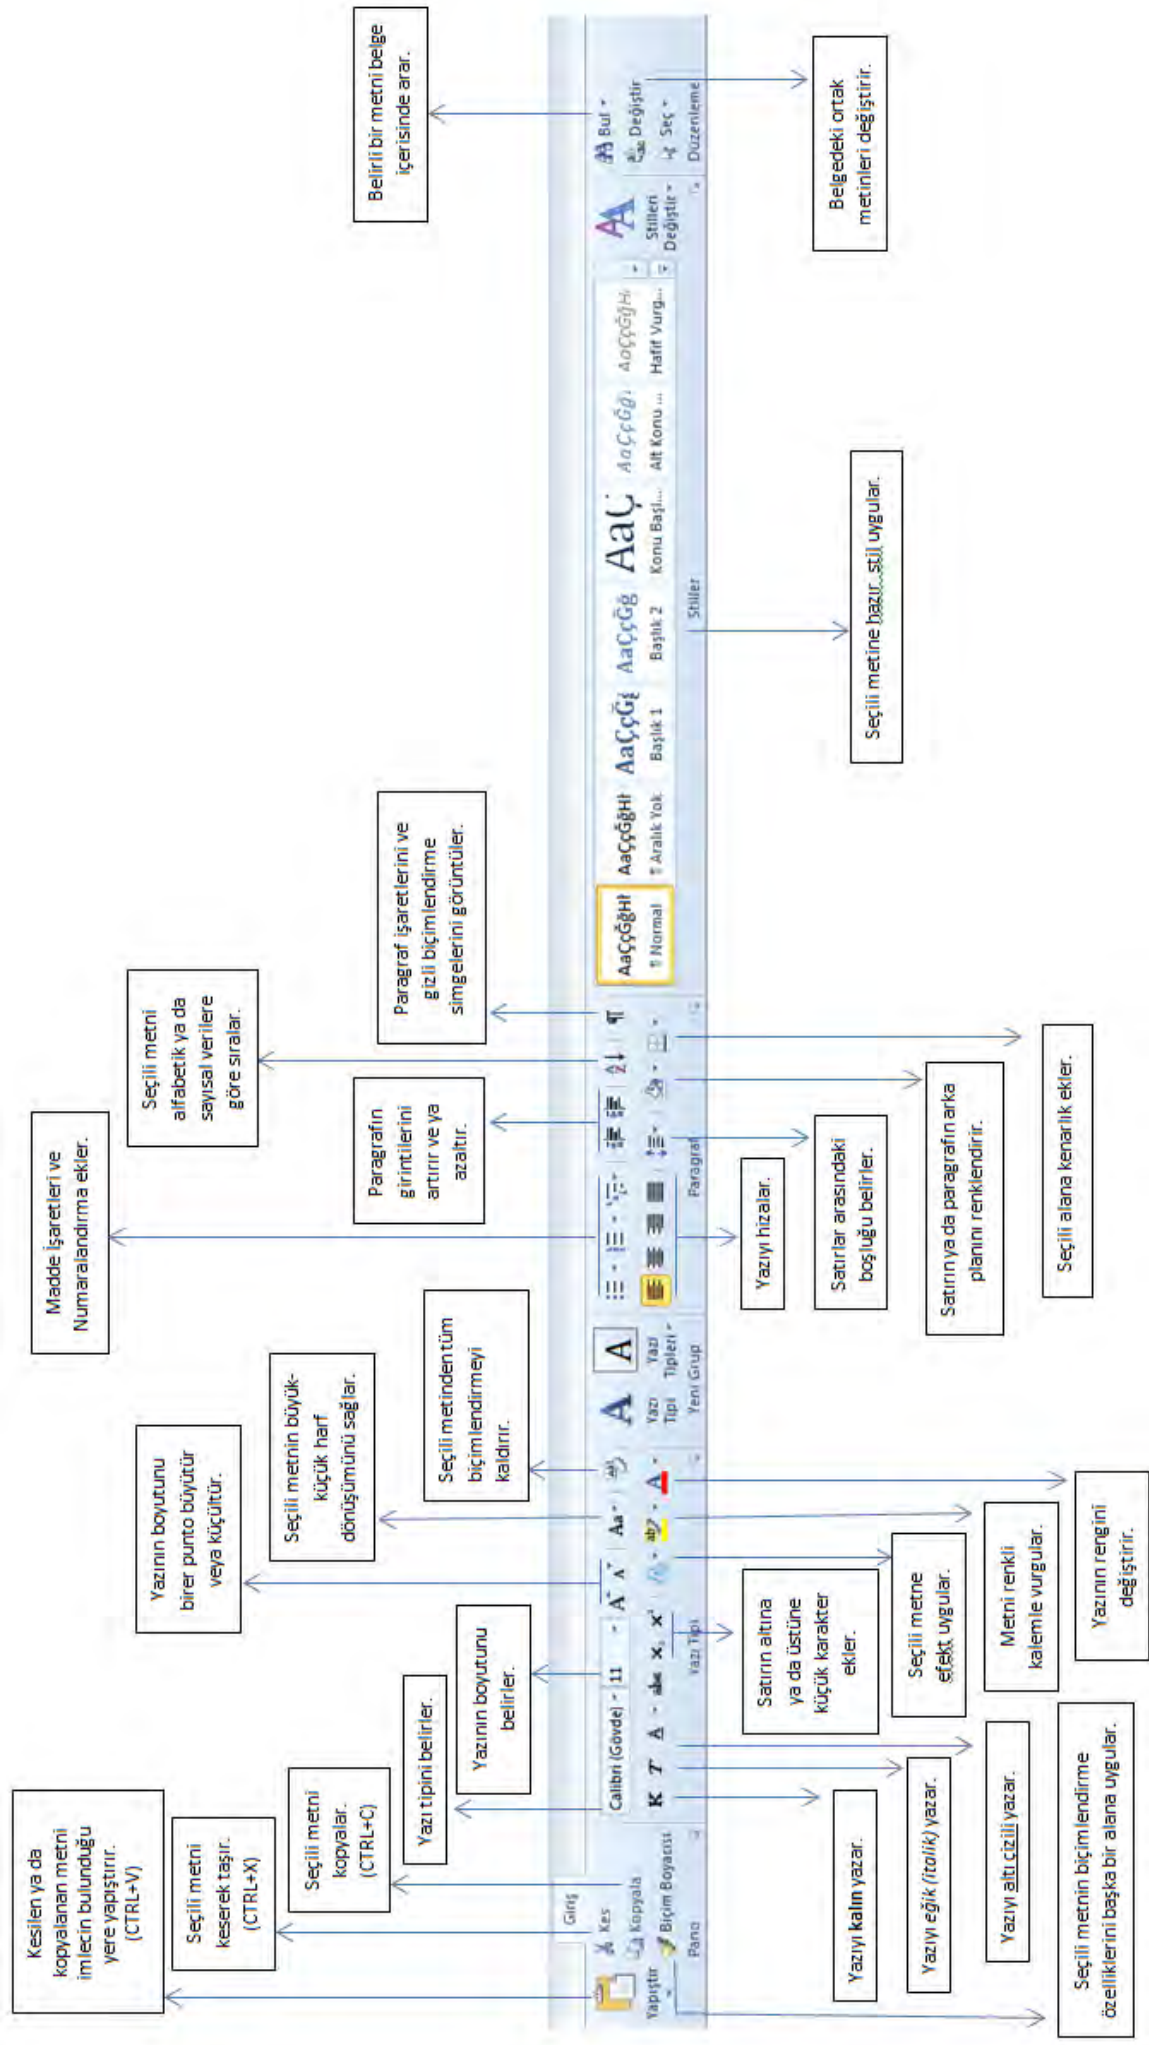 Kesilen ya da
kopyalanan metni
imlecin bulunduğu
yere yapıştırır.
(CTRL+V)
Seçili metni
keserek taşır.
(CTRL+X)
Seçili metni
kopyalar.
(CTRL+C)
Yazı tipini belirler.
Yazının boyutunu
belirler.
Yazının boyutunu
birer punto büyütür
veya küçültür.
Seçili metnin büyük-
küçük harf
dönüşümünü sağlar.
Seçili metinden tüm
biçimlendirmeyi
kaldırır.
Madde İşaretleri ve
Numaralandırma ekler.
Paragrafın
girintilerini
artırır ve ya
azaltır.
Seçili metni
alfabetik ya da
sayısal verilere
göre sıralar.
Paragraf işaretlerini ve
gizli biçimlendirme
simgelerini görüntüler.
Belirli bir metni belge
içerisinde arar.
Giriş
Yapıştır
Kes
Kopyala
Biçim Boyacısı
Pano
Calibri (Gövde)
11
A A
Aa
K T A abc x₂ x²
ab A
Yazı Tipi
A
Yazı
Tipi
A
Yazı
Tipleri
Yeni Grup
Paragraf
AaÇçĞğHł
¶ Normal
AaÇçĞğHł
¶ Aralık Yok
AaÇçĞğ
Başlık 1
AaÇçĞğ
Başlık 2
AaÇ
Konu Başl...
AaÇçĞğ
Alt Konu ...
AaÇçĞğHł
Hafif Vurg...
Stiller
Stilleri
Değiştir
Bul
Değiştir
Seç
Düzenleme
Seçili metnin biçimlendirme
özelliklerini başka bir alana uygular.
Yazıyı kalın yazar.
Yazıyı eğik (italik) yazar.
Yazıyı altı çizili yazar.
Satırın altına
ya da üstüne
küçük karakter
ekler.
Seçili metne
efekt uygular.
Metni renkli
kalemle vurgular.
Yazının rengini
değiştirir.
Yazıyı hizalar.
Satırlar arasındaki
boşluğu belirler.
Satırın ya da paragrafın arka
planını renklendirir.
Seçili alana kenarlık ekler.
Seçili metine hazır stil uygular.
Belgedeki ortak
metinleri değiştirir.